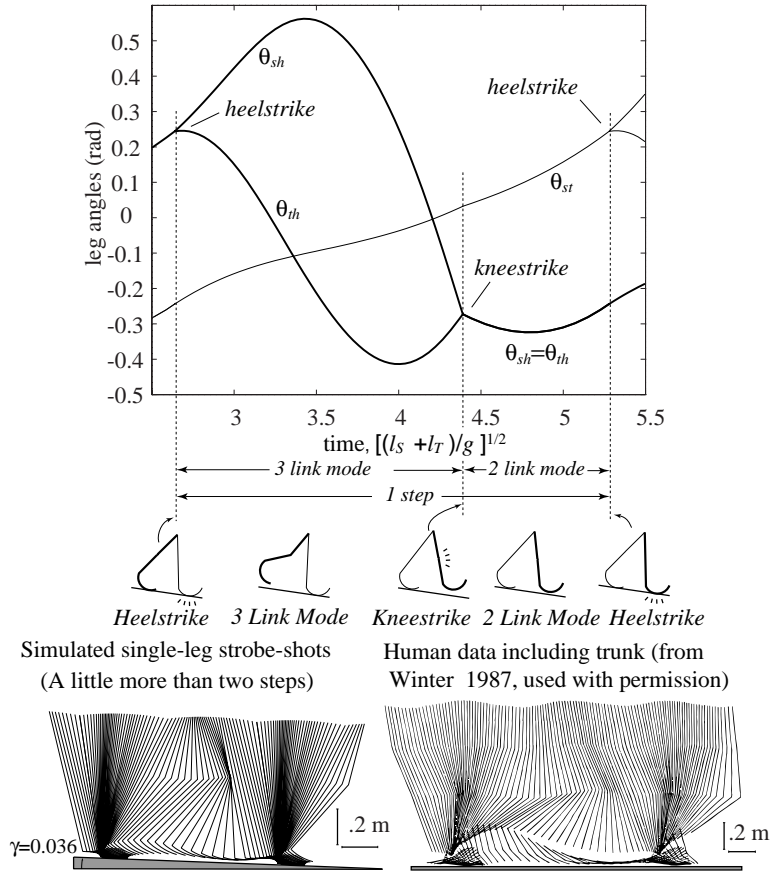 0.5
0.4
0.3
0.2
0.1
0
-0.1
-0.2
-0.3
-0.4
-0.5
leg angles (rad)
θsh
heelstrike
heelstrike
θth
θst
kneestrike
θsh=θth
3 3.5 4 4.5 5 5.5
time, [(lS +lT )/g ]1/2
3 link mode 2 link mode
1 step
Heelstrike 3 Link Mode Kneestrike 2 Link Mode Heelstrike
Simulated single-leg strobe-shots
(A little more than two steps)
Human data including trunk (from
Winter 1987, used with permission)
γ=0.036
.2 m
.2 m